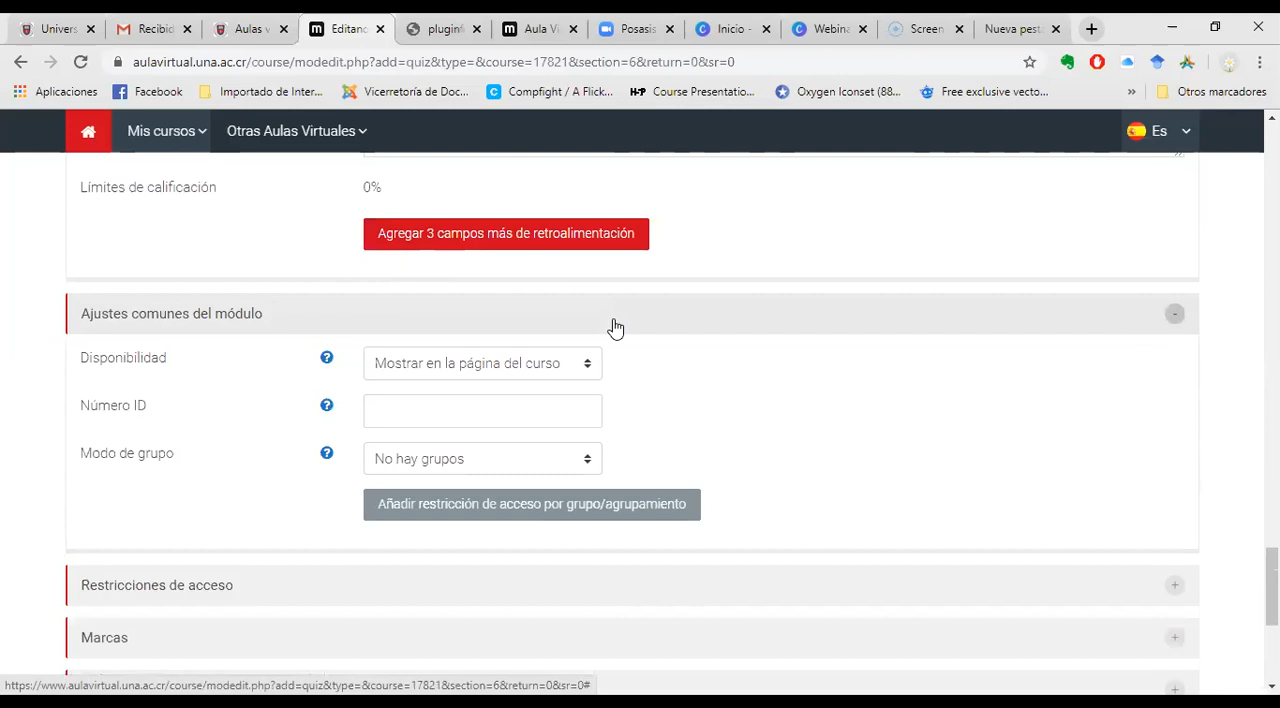 Univers
Recibid
Aulas v
Editand
plugin
Aula Vi
Posasis
Inicio -
Webina
Screen
Nueva pest
aulavirtual.una.ac.cr/course/modedit.php?add=quiz&type=&course=17821&section=6&return=0&sr=0
Aplicaciones
Facebook
Importado de Inter...
Vicerretoría de Doc...
Compfight / A Flick...
H-P Course Presentatio...
Oxygen Iconset (88...
Free exclusive vecto...
»
Otros marcadores
Mis cursos
Otras Aulas Virtuales
Es
Límites de calificación
0%
Agregar 3 campos más de retroalimentación
Ajustes comunes del módulo
Disponibilidad
Mostrar en la página del curso
Número ID
Modo de grupo
No hay grupos
Añadir restricción de acceso por grupo/agrupamiento
Restricciones de acceso
Marcas
https://www.aulavirtual.una.ac.cr/course/modedit.php?add=quiz&type=&course=17821&section=6&return=0&sr=0#